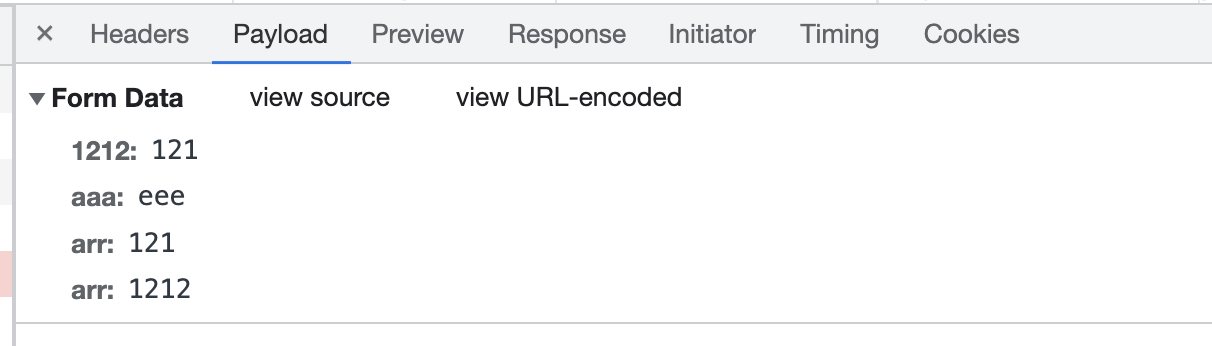 × Headers Payload Preview Response Initiator Timing Cookies
▼ Form Data view source view URL-encoded
1212: 121
aaa: eee
arr: 121
arr: 1212